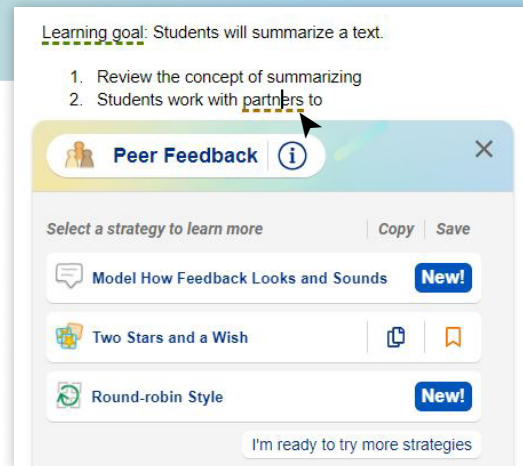 Learning goal: Students will summarize a text.
1. Review the concept of summarizing
2. Students work with partners to
Peer Feedback
Select a strategy to learn more Copy Save
Model How Feedback Looks and Sounds New!
Two Stars and a Wish
Round-robin Style New!
I'm ready to try more strategies